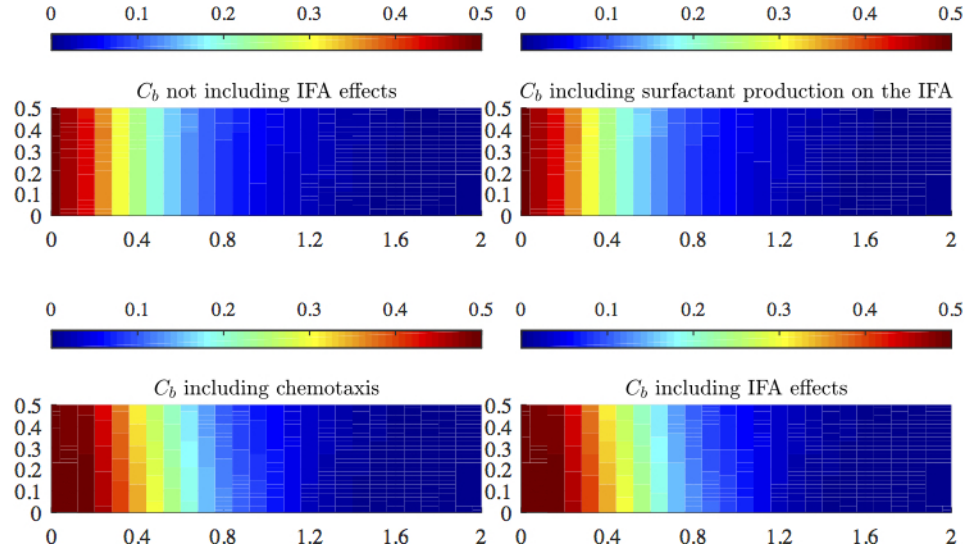 0 0.1 0.2 0.3 0.4 0.5
0 0.1 0.2 0.3 0.4 0.5
C_b not including IFA effects
C_b including surfactant production on the IFA
0.5
0.4
0.3
0.2
0.1
0
0 0.4 0.8 1.2 1.6 2
0.5
0.4
0.3
0.2
0.1
0
0 0.4 0.8 1.2 1.6 2
0 0.1 0.2 0.3 0.4 0.5
0 0.1 0.2 0.3 0.4 0.5
C_b including chemotaxis
C_b including IFA effects
0.5
0.4
0.3
0.2
0.1
0
0 0.4 0.8 1.2 1.6 2
0.5
0.4
0.3
0.2
0.1
0
0 0.4 0.8 1.2 1.6 2